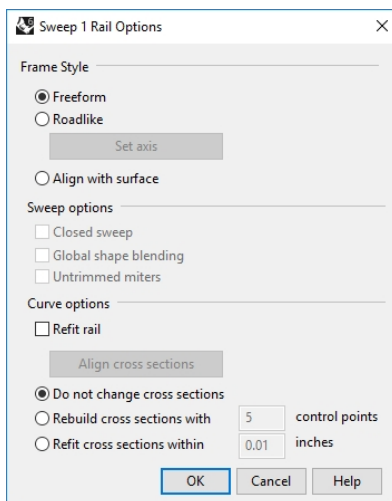 Sweep 1 Rail Options
Frame Style
Freeform
Roadlike
Set axis
Align with surface
Sweep options
Closed sweep
Global shape blending
Untrimmed miters
Curve options
Refit rail
Align cross sections
Do not change cross sections
Rebuild cross sections with 5 control points
Refit cross sections within 0.01 inches
OK Cancel Help